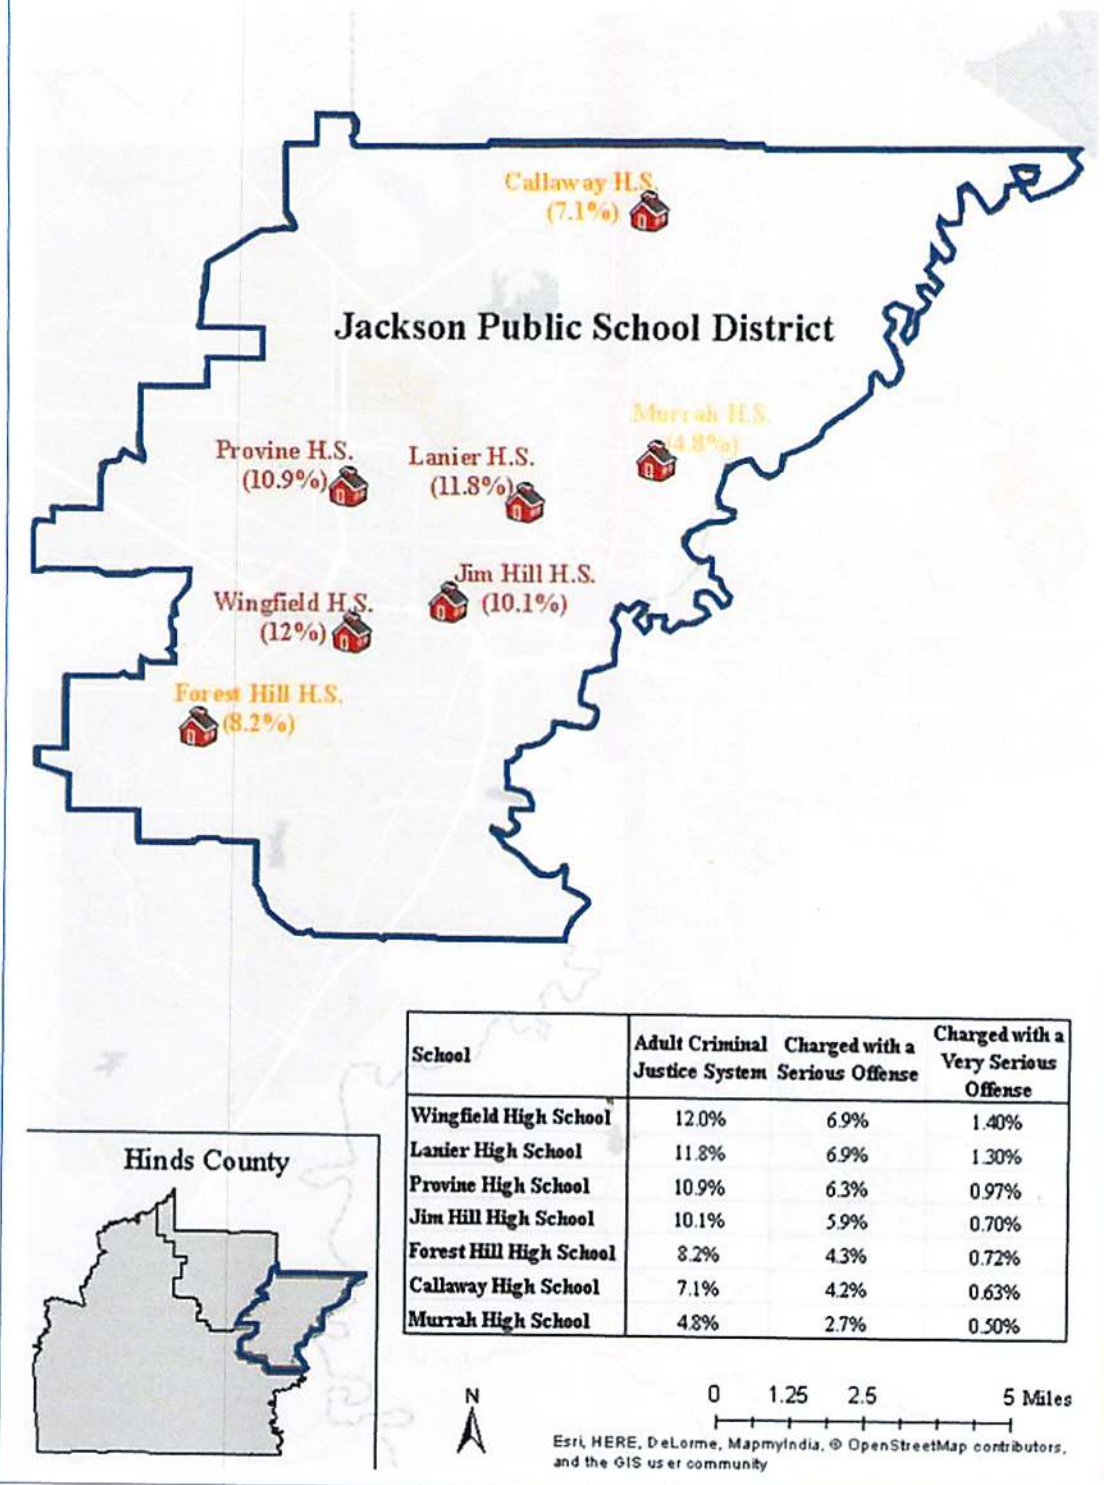 Callaway H.S.
(7.1%)
Jackson Public School District
Murrah H.S.
(4.8%)
Provine H.S.
(10.9%)
Lanier H.S.
(11.8%)
Jim Hill H.S.
(10.1%)
Wingfield H.S.
(12%)
Forest Hill H.S.
(8.2%)
School
Adult Criminal
Justice System
Charged with a
Serious Offense
Charged with a
Very Serious
Offense
Wingfield High School 12.0% 6.9% 1.40%
Lanier High School 11.8% 6.9% 1.30%
Provine High School 10.9% 6.3% 0.97%
Jim Hill High School 10.1% 5.9% 0.70%
Forest Hill High School 8.2% 4.3% 0.72%
Callaway High School 7.1% 4.2% 0.63%
Murrah High School 4.8% 2.7% 0.50%
Hinds County
N
0 1.25 2.5 5 Miles
Esri, HERE, DeLorme, MapmyIndia, © OpenStreetMap contributors,
and the GIS user community